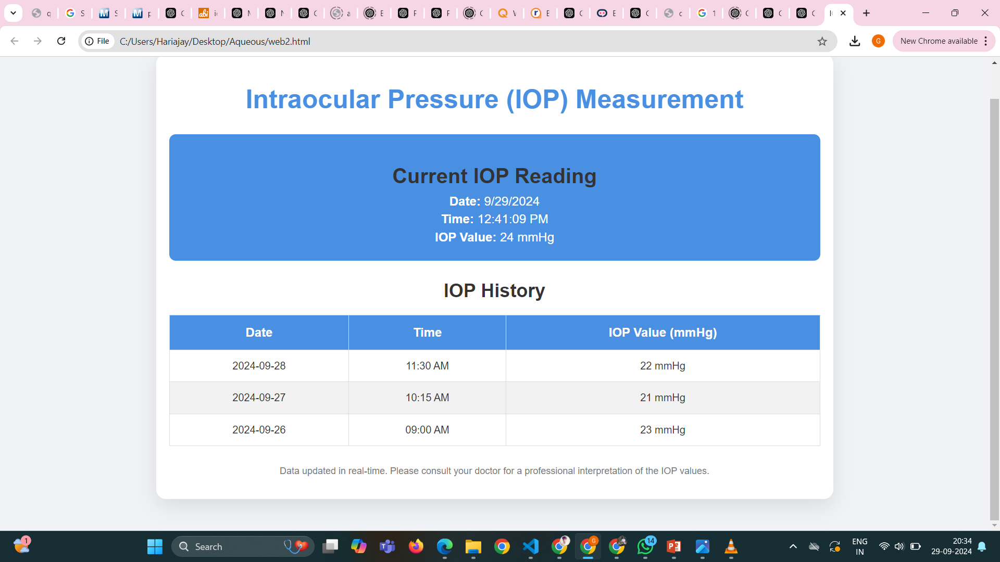 File
C:/Users/Hariajay/Desktop/Aqueous/web2.html
New Chrome available
G
Intraocular Pressure (IOP) Measurement
Current IOP Reading
Date: 9/29/2024
Time: 12:41:09 PM
IOP Value: 24 mmHg
IOP History
Date Time IOP Value (mmHg)
2024-09-28 11:30 AM 22 mmHg
2024-09-27 10:15 AM 21 mmHg
2024-09-26 09:00 AM 23 mmHg
Data updated in real-time. Please consult your doctor for a professional interpretation of the IOP values.
1
Search
14
ENG
IN
20:34
29-09-2024